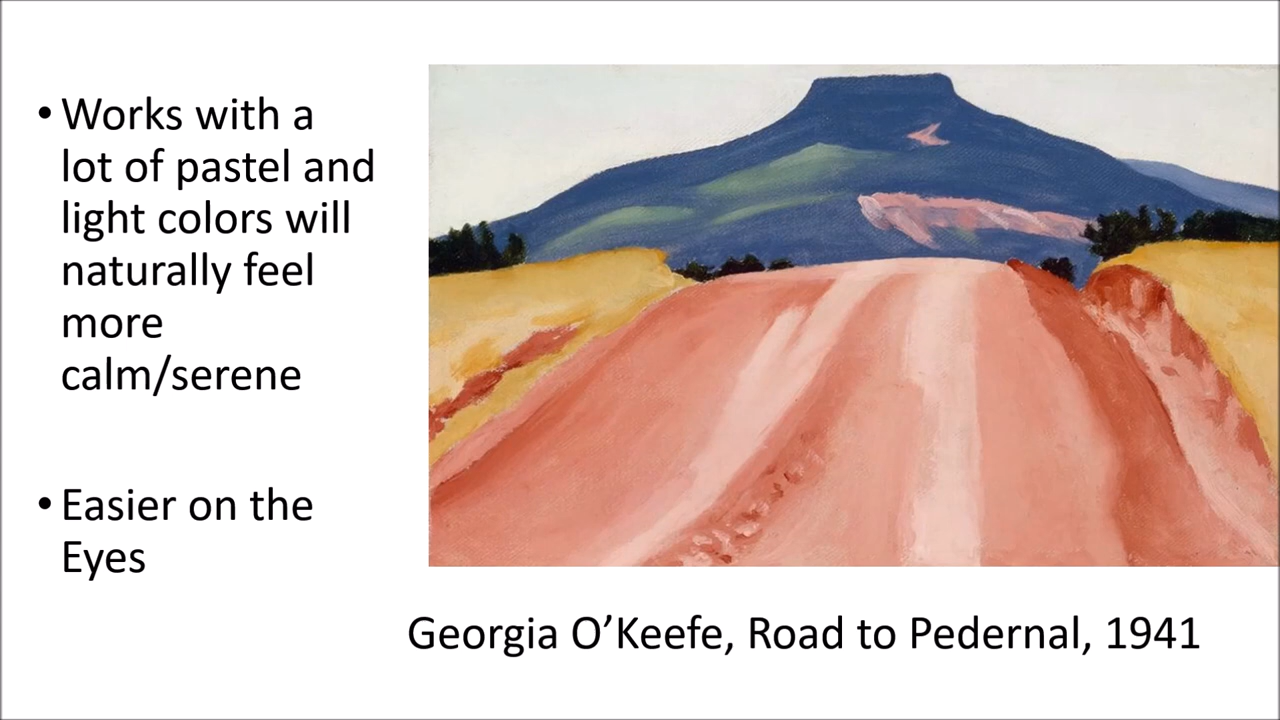 • Works with a
lot of pastel and
light colors will
naturally feel
more
calm/serene
• Easier on the
Eyes
Georgia O’Keefe, Road to Pedernal, 1941